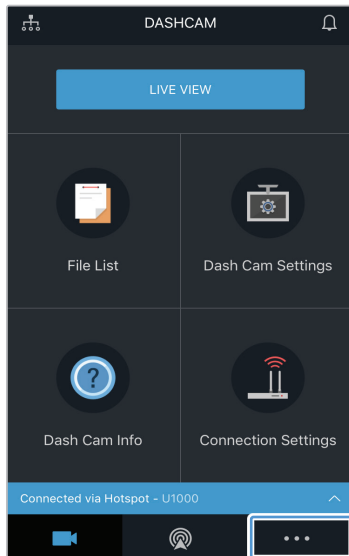 DASHCAM
LIVE VIEW
File List
Dash Cam Settings
?
Dash Cam Info
Connection Settings
Connected via Hotspot - U1000